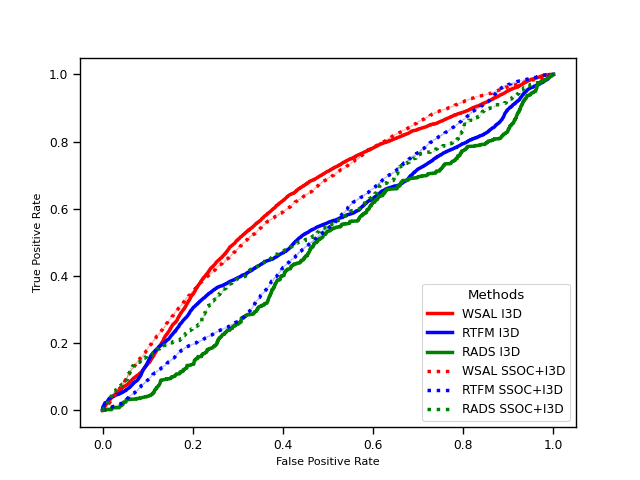 1.0
0.8
0.6
0.4
0.2
0.0
True Positive Rate
0.0 0.2 0.4 0.6 0.8 1.0
False Positive Rate
Methods
WSAL I3D
RTFM I3D
RADS I3D
WSAL SSOC+I3D
RTFM SSOC+I3D
RADS SSOC+I3D